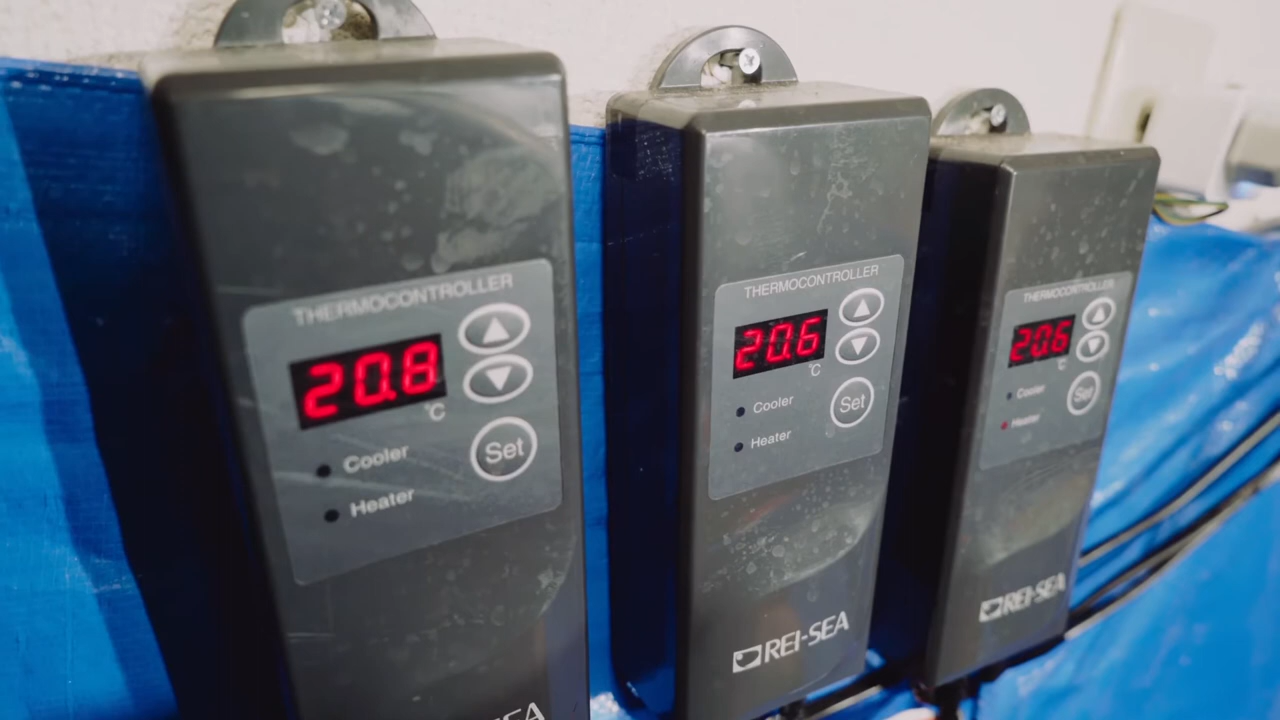 THERMOCONTROLLER
20.8
°C
Cooler
Heater
Set
THERMOCONTROLLER
20.6
°C
Cooler
Heater
Set
REI-SEA
THERMOCONTROLLER
20.6
°C
Cooler
Heater
Set
REI-SEA